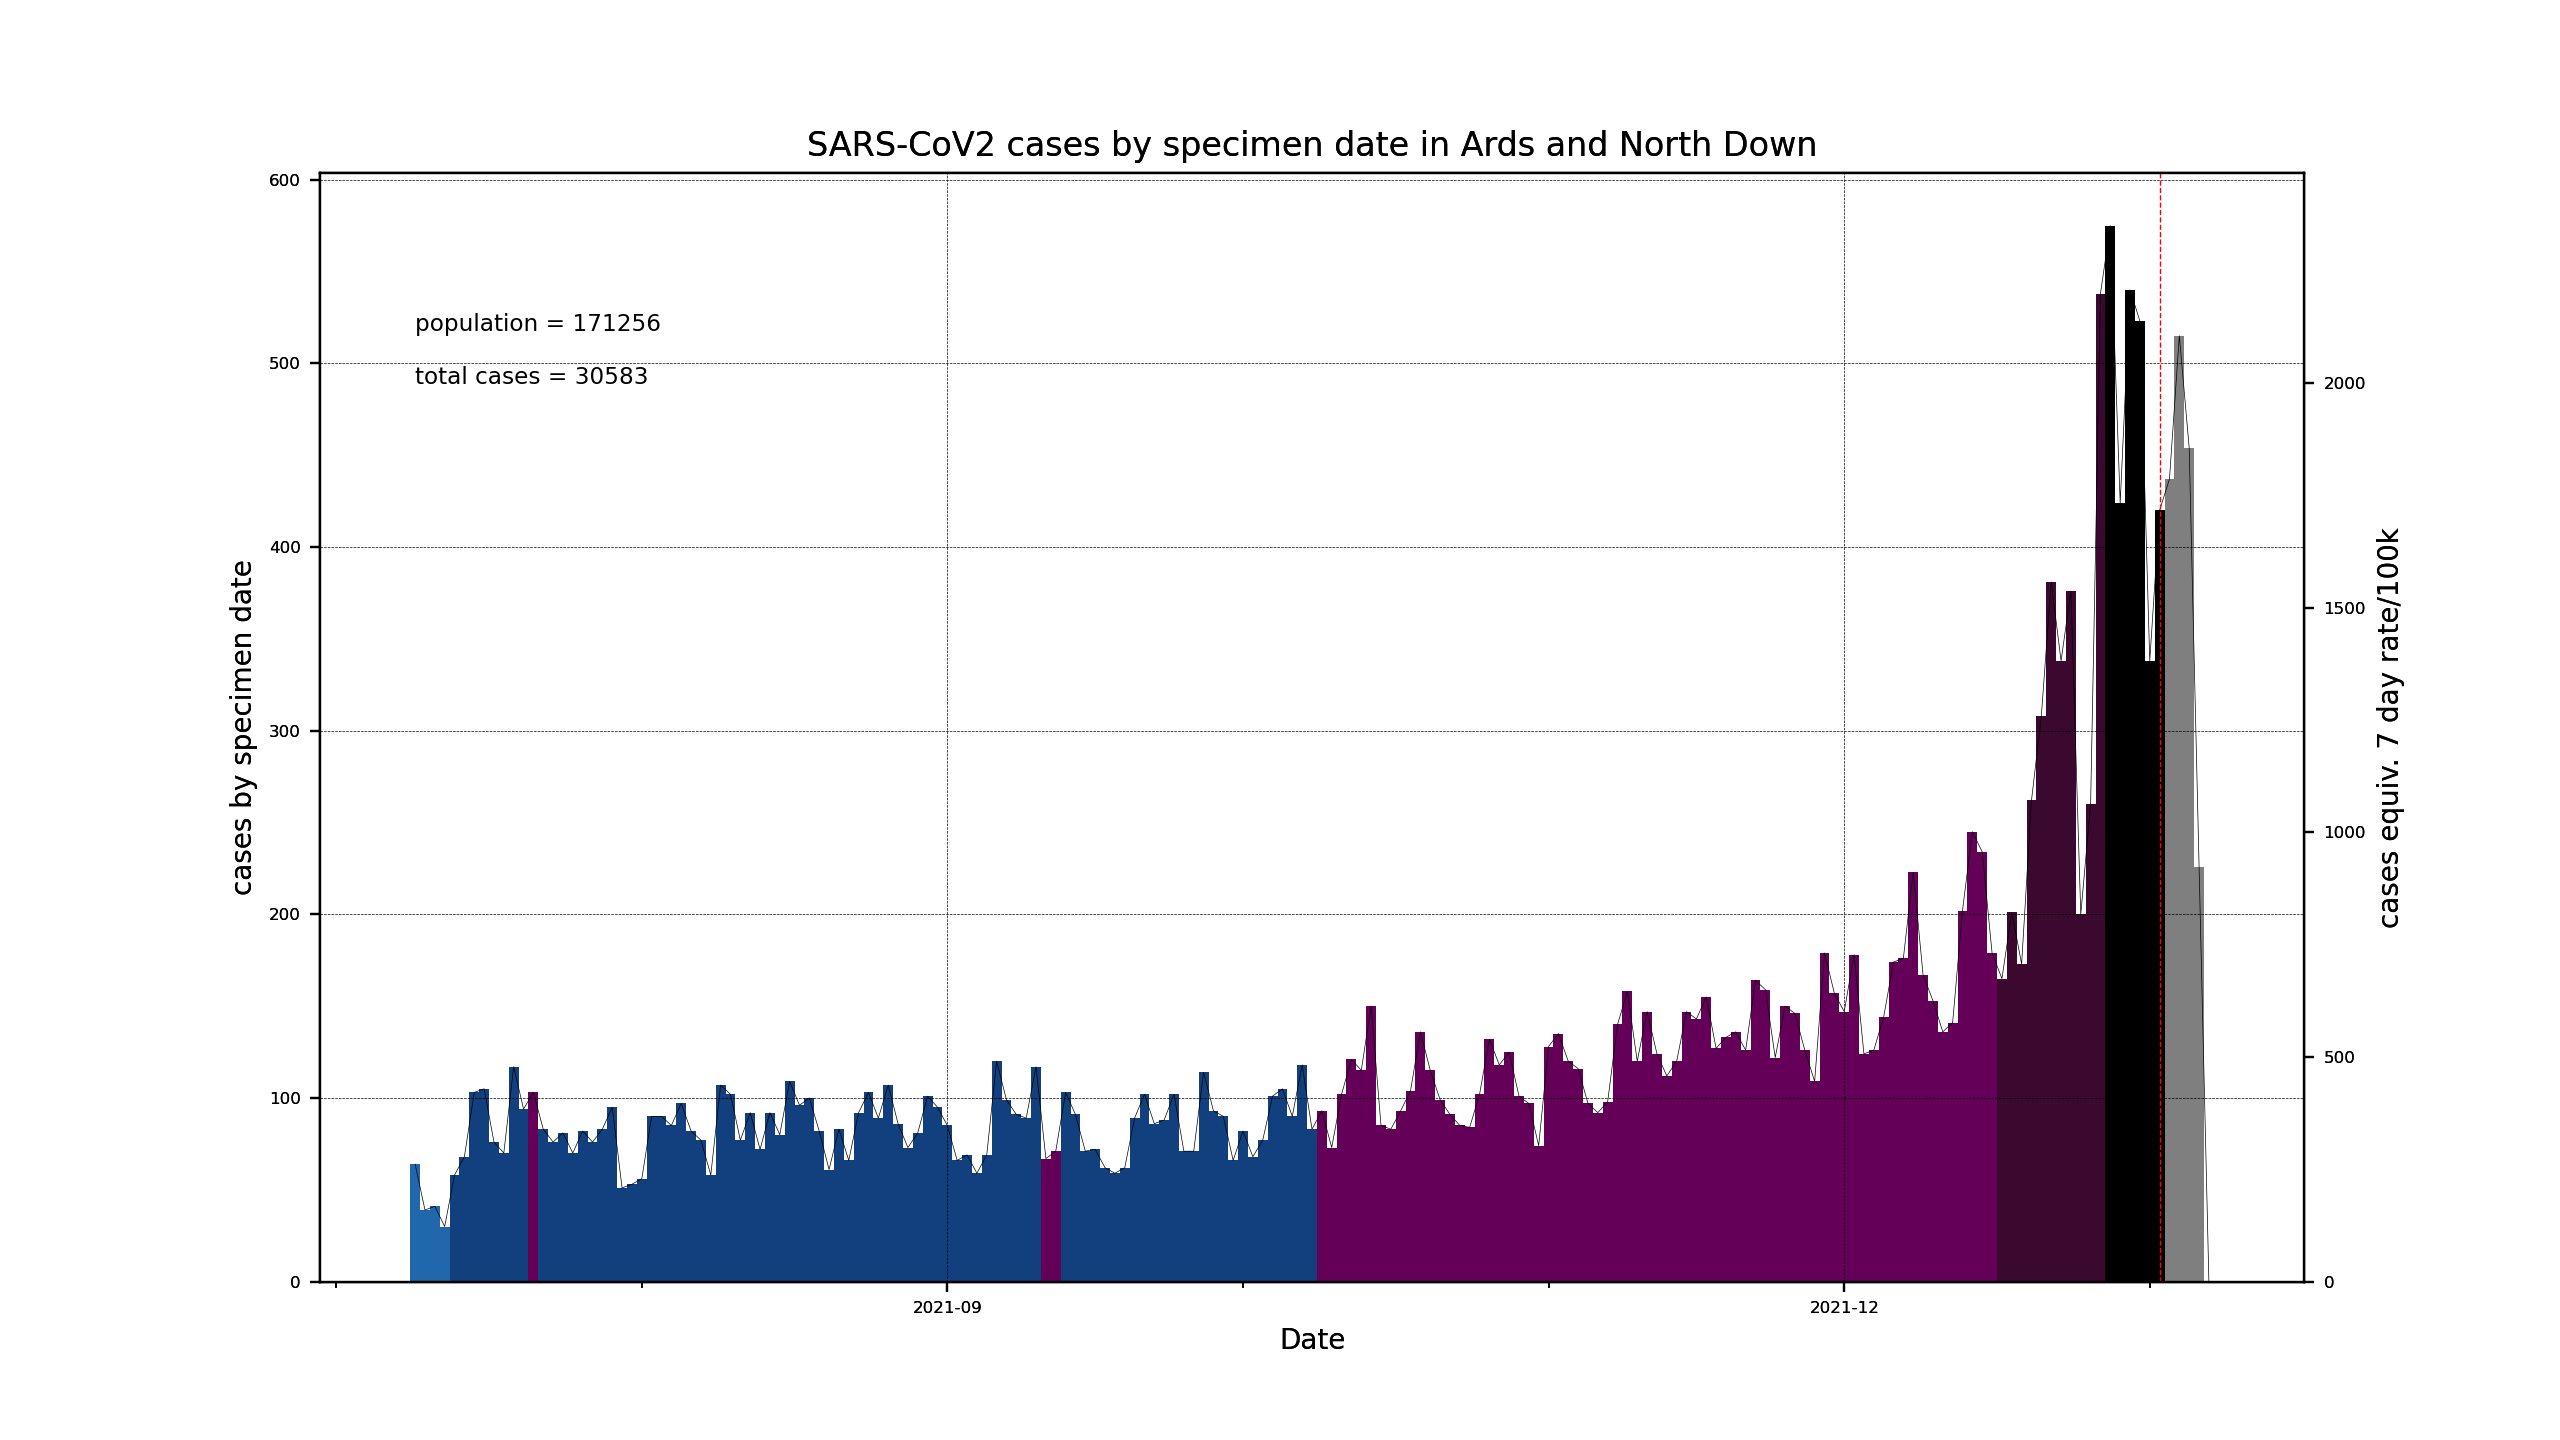 SARS-CoV2 cases by specimen date in Ards and North Down
population = 171256
total cases = 30583
cases by specimen date
600
500
400
300
200
100
0
2000
1500
1000
500
0
cases equiv. 7 day rate/100k
2021-09
2021-12
Date